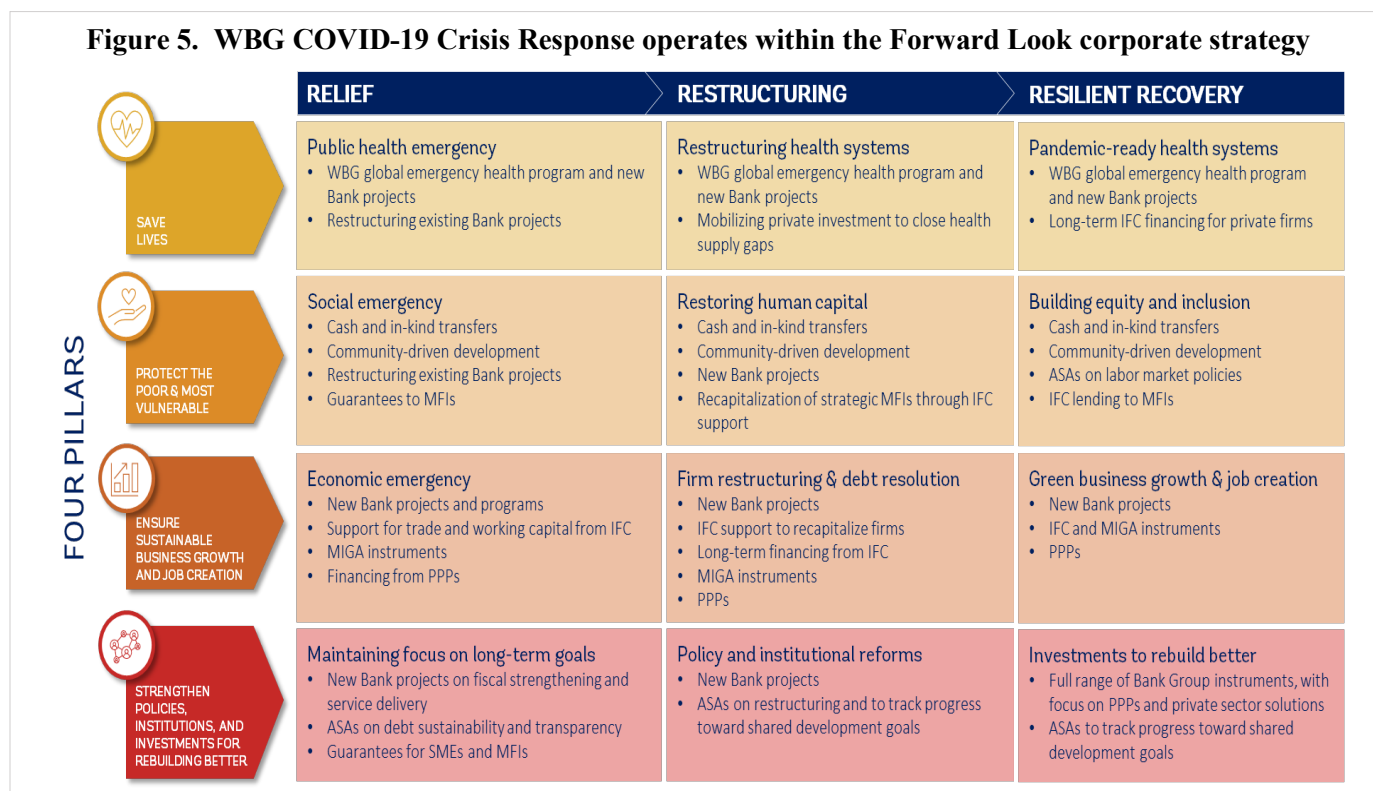 Figure 5. WBG COVID-19 Crisis Response operates within the Forward Look corporate strategy
RELIEF
RESTRUCTURING
RESILIENT RECOVERY
FOUR PILLARS
SAVE
LIVES
Public health emergency
• WBG global emergency health program and new
Bank projects
• Restructuring existing Bank projects
Restructuring health systems
• WBG global emergency health program and
new Bank projects
• Mobilizing private investment to close health
supply gaps
Pandemic-ready health systems
• WBG global emergency health program
and new Bank projects
• Long-term IFC financing for private firms
PROTECT THE
POOR & MOST
VULNERABLE
Social emergency
• Cash and in-kind transfers
• Community-driven development
• Restructuring existing Bank projects
• Guarantees to MFIs
Restoring human capital
• Cash and in-kind transfers
• Community-driven development
• New Bank projects
• Recapitalization of strategic MFIs through IFC
support
Building equity and inclusion
• Cash and in-kind transfers
• Community-driven development
• ASAs on labor market policies
• IFC lending to MFIs
ENSURE
SUSTAINABLE
BUSINESS GROWTH
AND JOB CREATION
Economic emergency
• New Bank projects and programs
• Support for trade and working capital from IFC
• MIGA instruments
• Financing from PPPs
Firm restructuring & debt resolution
• New Bank projects
• IFC support to recapitalize firms
• Long-term financing from IFC
• MIGA instruments
• PPPs
Green business growth & job creation
• New Bank projects
• IFC and MIGA instruments
• PPPs
STRENGTHEN
POLICIES,
INSTITUTIONS, AND
INVESTMENTS FOR
REBUILDING BETTER
Maintaining focus on long-term goals
• New Bank projects on fiscal strengthening and
service delivery
• ASAs on debt sustainability and transparency
• Guarantees for SMEs and MFIs
Policy and institutional reforms
• New Bank projects
• ASAs on restructuring and to track progress
toward shared development goals
Investments to rebuild better
• Full range of Bank Group instruments, with
focus on PPPs and private sector solutions
• ASAs to track progress toward shared
development goals